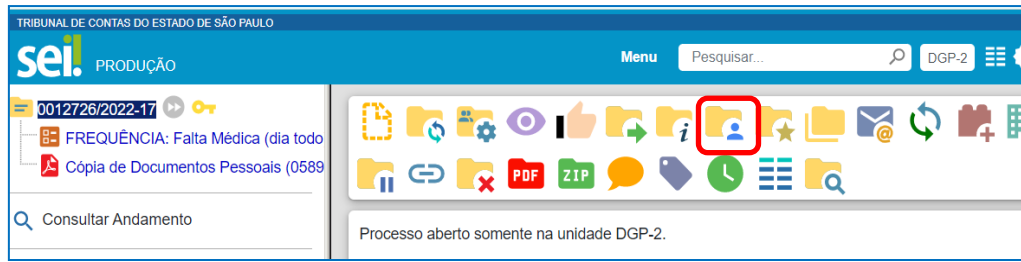 TRIBUNAL DE CONTAS DO ESTADO DE SÃO PAULO
sei! PRODUÇÃO
Menu
Pesquisar...
DGP-2
0012726/2022-17
FREQUÊNCIA: Falta Médica (dia todo
Cópia de Documentos Pessoais (0589
Consultar Andamento
i
@
PDF
ZIP
Processo aberto somente na unidade DGP-2.